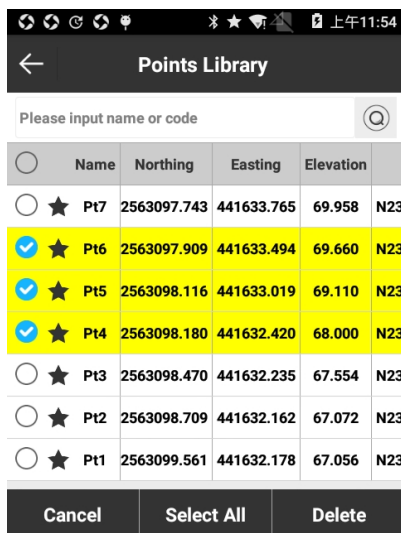 上午11:54
Points Library
Please input name or code
Name Northing Easting Elevation
Pt7 2563097.743 441633.765 69.958 N23
Pt6 2563097.909 441633.494 69.660 N23
Pt5 2563098.116 441633.019 69.110 N23
Pt4 2563098.180 441632.420 68.000 N23
Pt3 2563098.470 441632.235 67.554 N23
Pt2 2563098.709 441632.162 67.072 N23
Pt1 2563099.561 441632.178 67.056 N23
Cancel Select All Delete